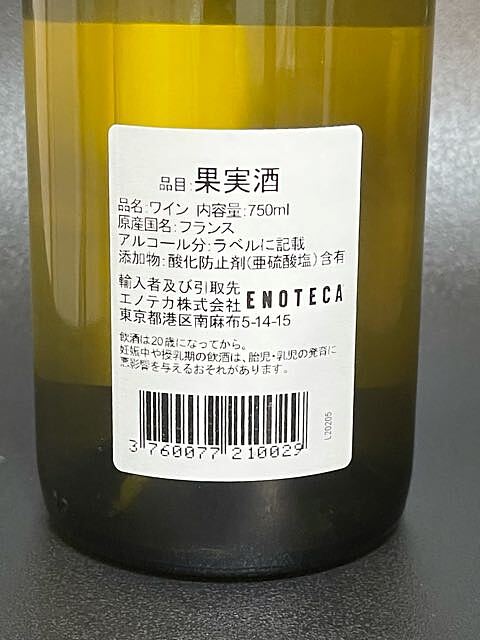 品目:果実酒
品名:ワイン 内容量:750ml
原産国名:フランス
アルコール分:ラベルに記載
添加物:酸化防止剤(亜硫酸塩)含有
輸入者及び引取先
エノテカ株式会社 ENOTECA
東京都港区南麻布5-14-15
飲酒は20歳になってから。
妊娠中や授乳期の飲酒は、胎児・乳児の発育に
悪影響を与えるおそれがあります。
L20205
3 760077 210029